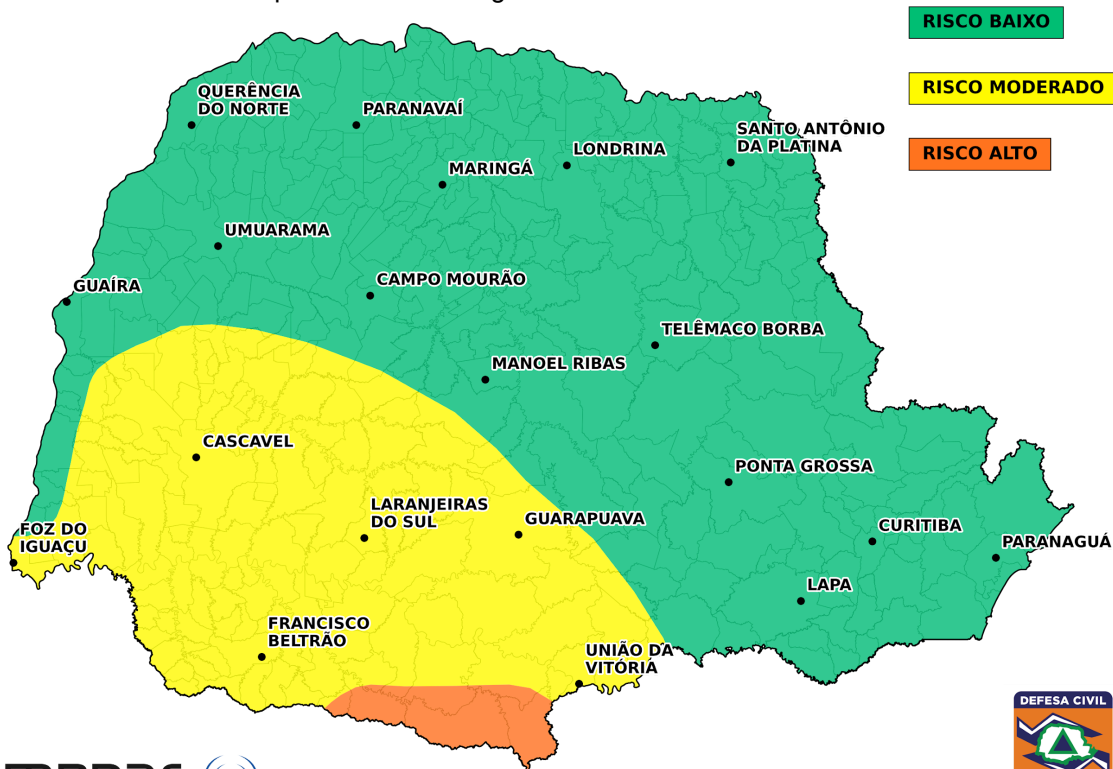 RISCO BAIXO
RISCO MODERADO
RISCO ALTO
QUERÊNCIA
DO NORTE
PARANAVAÍ
SANTO ANTÔNIO
DA PLATINA
LONDRINA
MARINGÁ
UMUARAMA
CAMPO MOURÃO
GUAÍRA
TELÊMACO BORBA
MANOEL RIBAS
CASCAVEL
PONTA GROSSA
LARANJEIRAS
DO SUL
GUARAPUAVA
CURITIBA
FOZ DO
IGUAÇU
PARANAGUÁ
LAPA
FRANCISCO
BELTRÃO
UNIÃO DA
VITÓRIA
DEFESA CIVIL